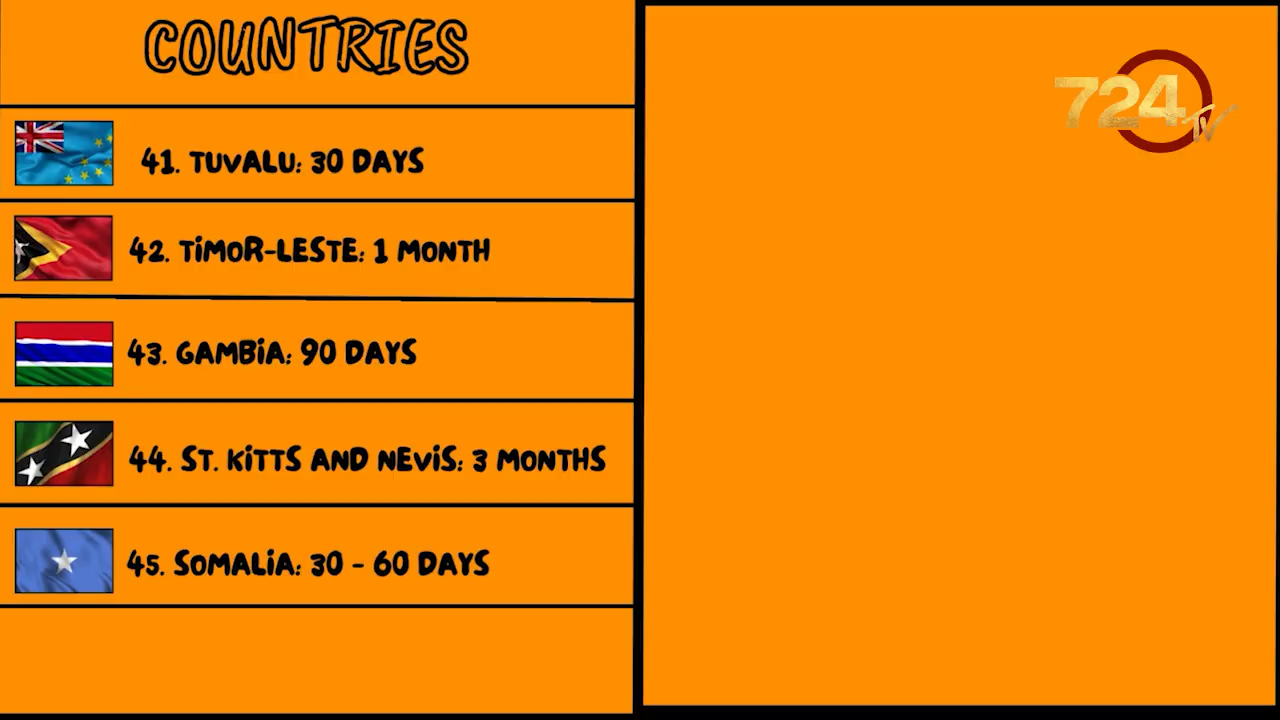 COUNTRIES
41. TUVALU: 30 DAYS
42. TiMOR-LESTE: 1 MONTH
43. GAMBiA: 90 DAYS
44. ST. KiTTS AND NEViS: 3 MONTHS
45. SOMALiA: 30 - 60 DAYS
724 TV